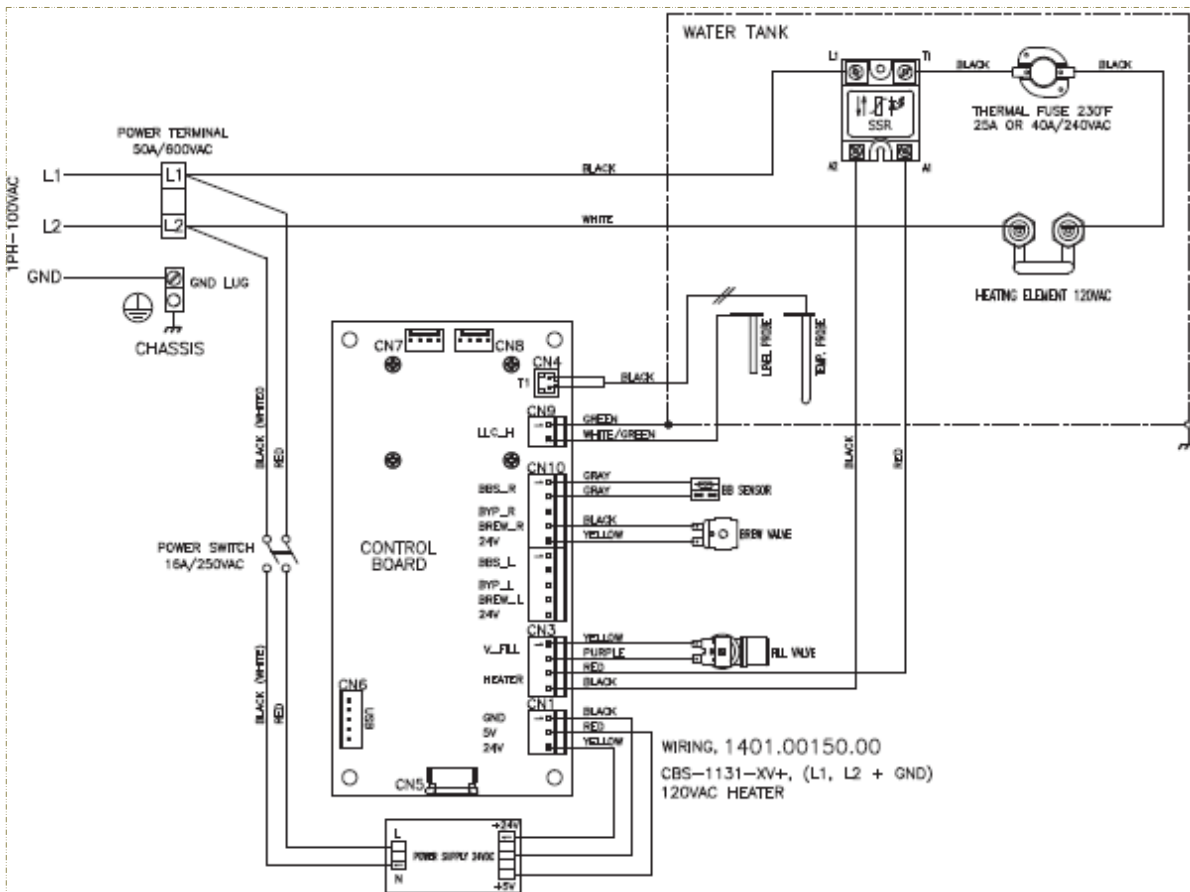 WATER TANK
L1
T1
BLACK
BLACK
SSR
THERMAL FUSE 230°F
25A OR 40A/240VAC
A2
A1
POWER TERMINAL
50A/600VAC
1PH-100VAC
L1
L1
BLACK
L2
L2
WHITE
GND
GND LUG
CHASSIS
HEATING ELEMENT 120VAC
LEVEL PROBE
TEMP. PROBE
CN7
CN8
CN4
T1
BLACK
CN9
GREEN
LLC_H
WHITE/GREEN
BLACK
RED
BLACK (WHITE)
RED
CN10
BBS_R
GRAY
GRAY
BB SENSOR
BYP_R
BREW_R
BLACK
24V
YELLOW
BREW VALVE
BBS_L
BYP_L
BREW_L
24V
CONTROL
BOARD
POWER SWITCH
16A/250VAC
CN3
V_FILL
YELLOW
PURPLE
FILL VALVE
RED
HEATER
BLACK
BLACK (WHITE)
RED
CN6
USB
CN1
GND
BLACK
5V
RED
24V
YELLOW
CN5
WIRING, 1401.00150.00
CBS-1131-XV+, (L1, L2 + GND)
120VAC HEATER
L
N
POWER SUPPLY 24VDC
+24V
+5V